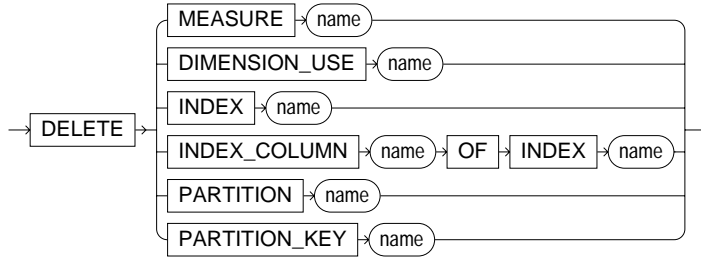 MEASURE name
DIMENSION_USE name
INDEX name
DELETE
INDEX_COLUMN name OF INDEX name
PARTITION name
PARTITION_KEY name